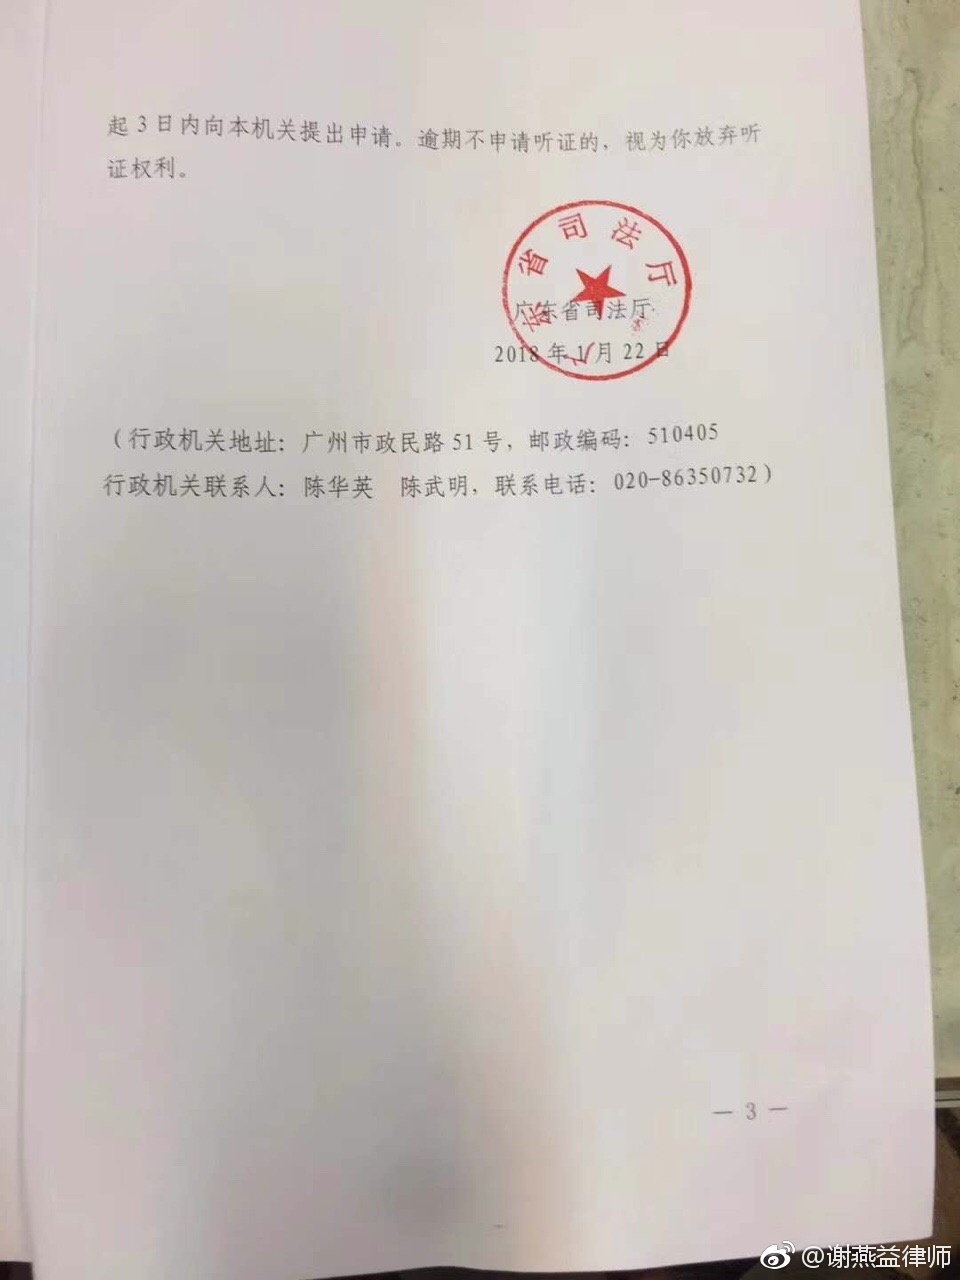 起3日内向本机关提出申请。逾期不申请听证的，视为你放弃听
证权利。
广东省司法厅
广东省司法厅
2018年1月22日
（行政机关地址：广州市政民路51号，邮政编码：510405
行政机关联系人：陈华英　陈武明，联系电话：020-86350732）
— 3 —
@谢燕益律师